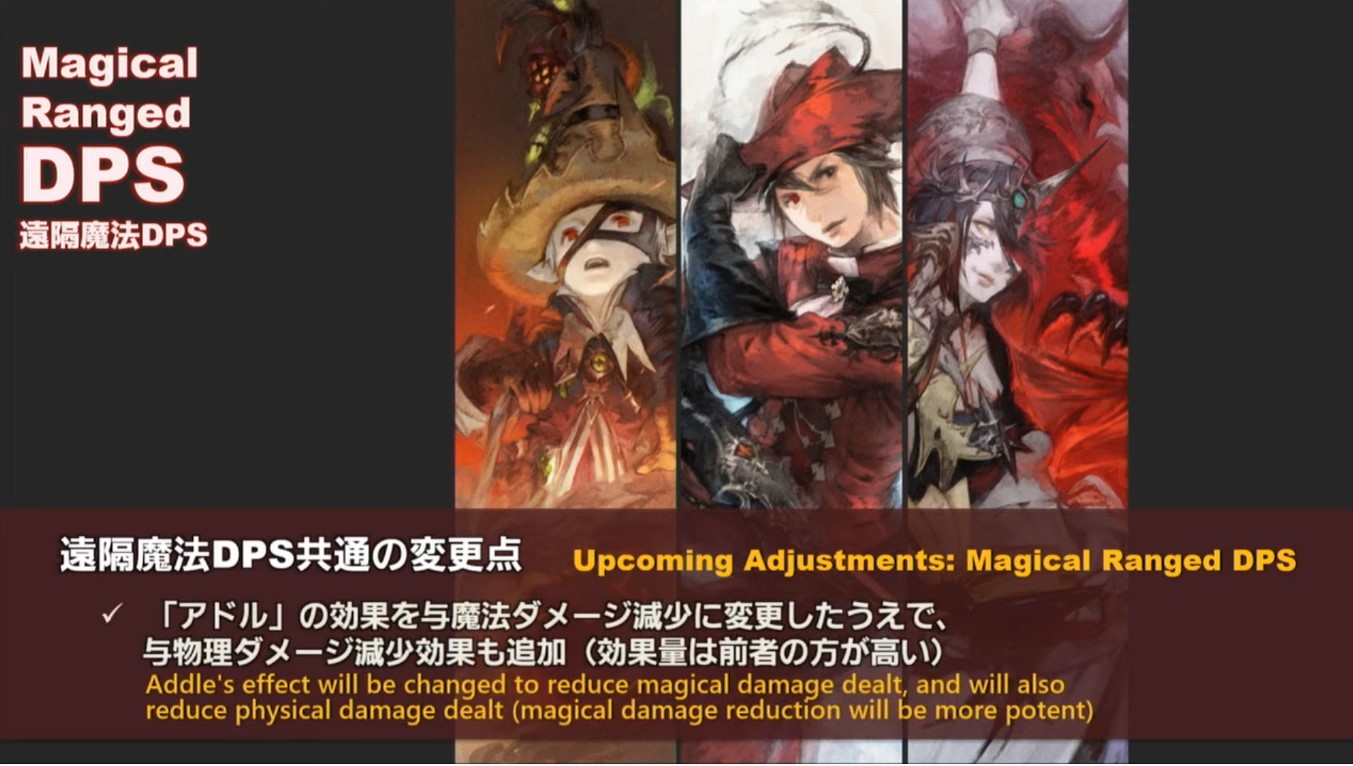 Magical
Ranged
DPS
遠隔魔法DPS
遠隔魔法DPS共通の変更点 Upcoming Adjustments: Magical Ranged DPS
✓ 「アドル」の効果を与魔法ダメージ減少に変更したうえで、
与物理ダメージ減少効果も追加（効果量は前者の方が高い）
Addle's effect will be changed to reduce magical damage dealt, and will also
reduce physical damage dealt (magical damage reduction will be more potent)